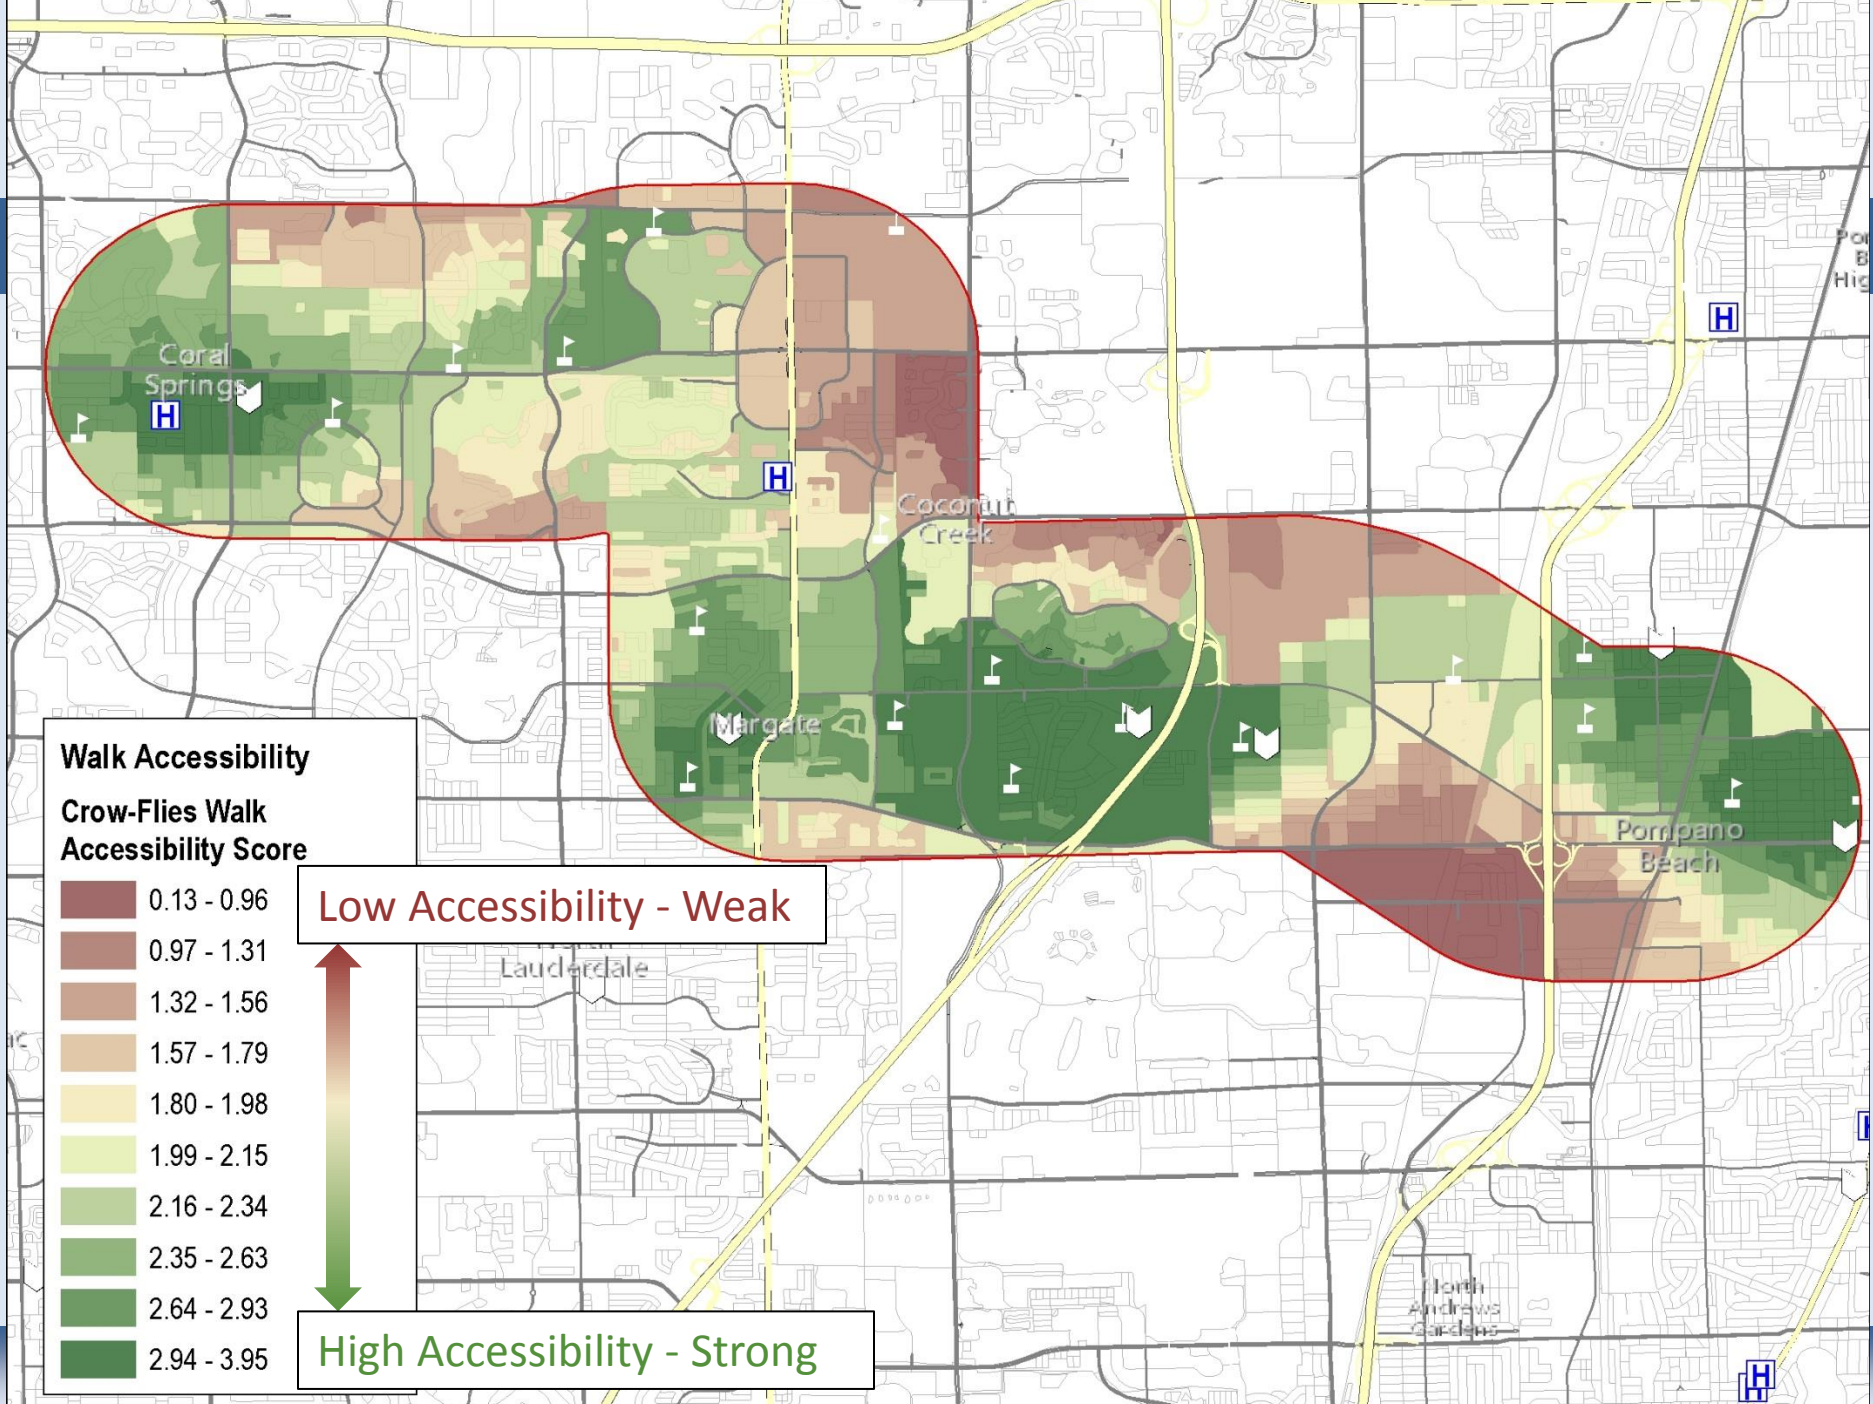 Po
B
Hig
H
Coral
Springs
H
H
Coconut
Creek
Margate
Pompano
Beach
Walk Accessibility
Crow-Flies Walk
Accessibility Score
0.13 - 0.96
0.97 - 1.31
1.32 - 1.56
1.57 - 1.79
1.80 - 1.98
1.99 - 2.15
2.16 - 2.34
2.35 - 2.63
2.64 - 2.93
2.94 - 3.95
Low Accessibility - Weak
Lauderdale
High Accessibility - Strong
North
Andrews
Gardens
H
H